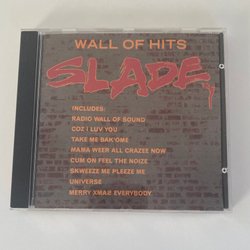 WALL OF HITS
SLADE
INCLUDES:
RADIO WALL OF SOUND
COZ I LUV YOU
TAKE ME BAK 'OME
MAMA WEER ALL CRAZEE NOW
CUM ON FEEL THE NOIZE
SKWEEZE ME PLEEZE ME
UNIVERSE
MERRY XMAS EVERYBODY